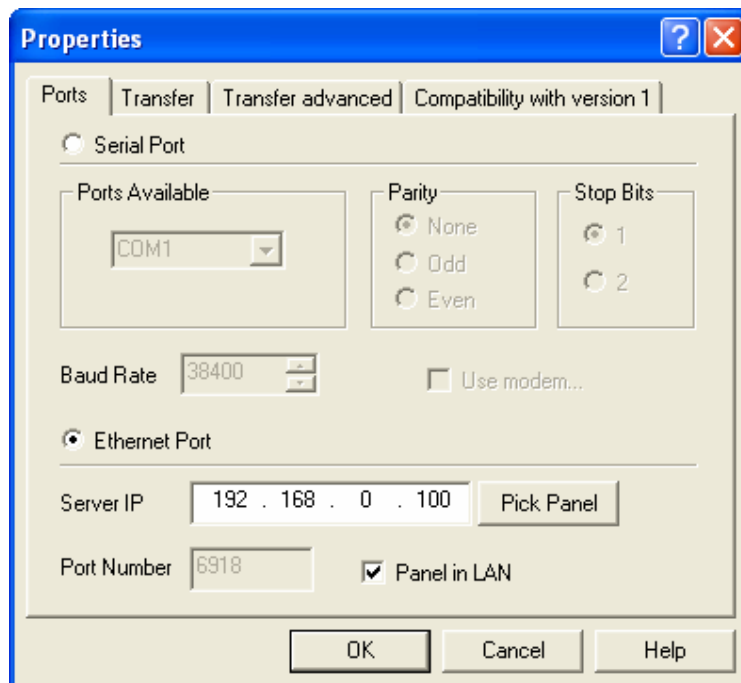 Properties
Ports Transfer Transfer advanced Compatibility with version 1
Serial Port
Ports Available Parity Stop Bits
COM1 None 1
Odd 2
Even
Baud Rate 38400 Use modem...
Ethernet Port
Server IP 192 . 168 . 0 . 100 Pick Panel
Port Number 6918 Panel in LAN
OK Cancel Help